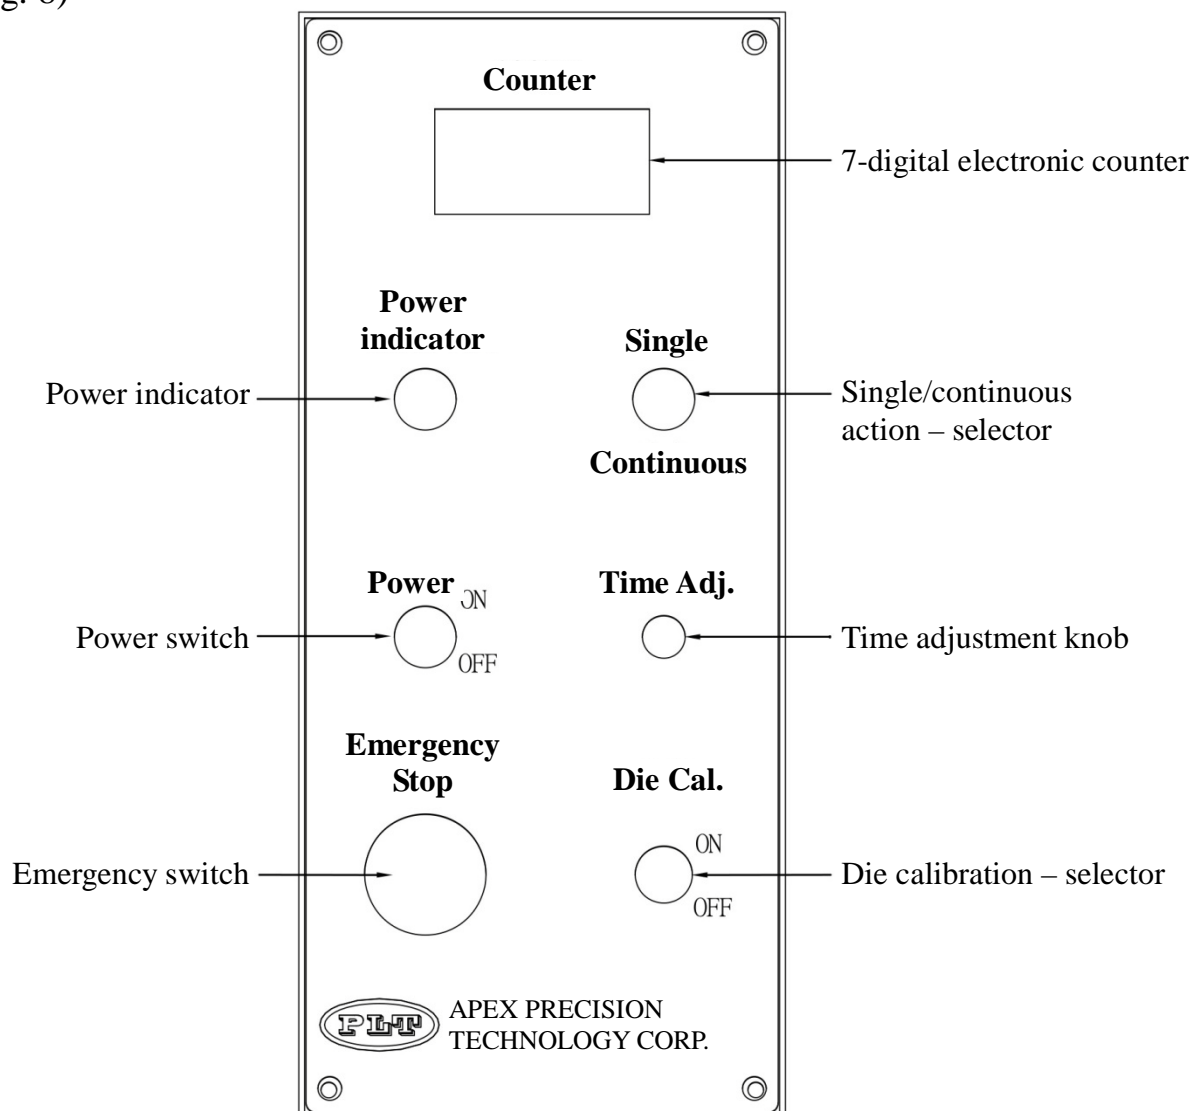 Counter
7-digital electronic counter
Power
indicator
Single
Power indicator
Single/continuous
action – selector
Continuous
Power
ON
Time Adj.
Power switch
OFF
Time adjustment knob
Emergency
Stop
Die Cal.
ON
Emergency switch
Die calibration – selector
OFF
PLT
APEX PRECISION
TECHNOLOGY CORP.